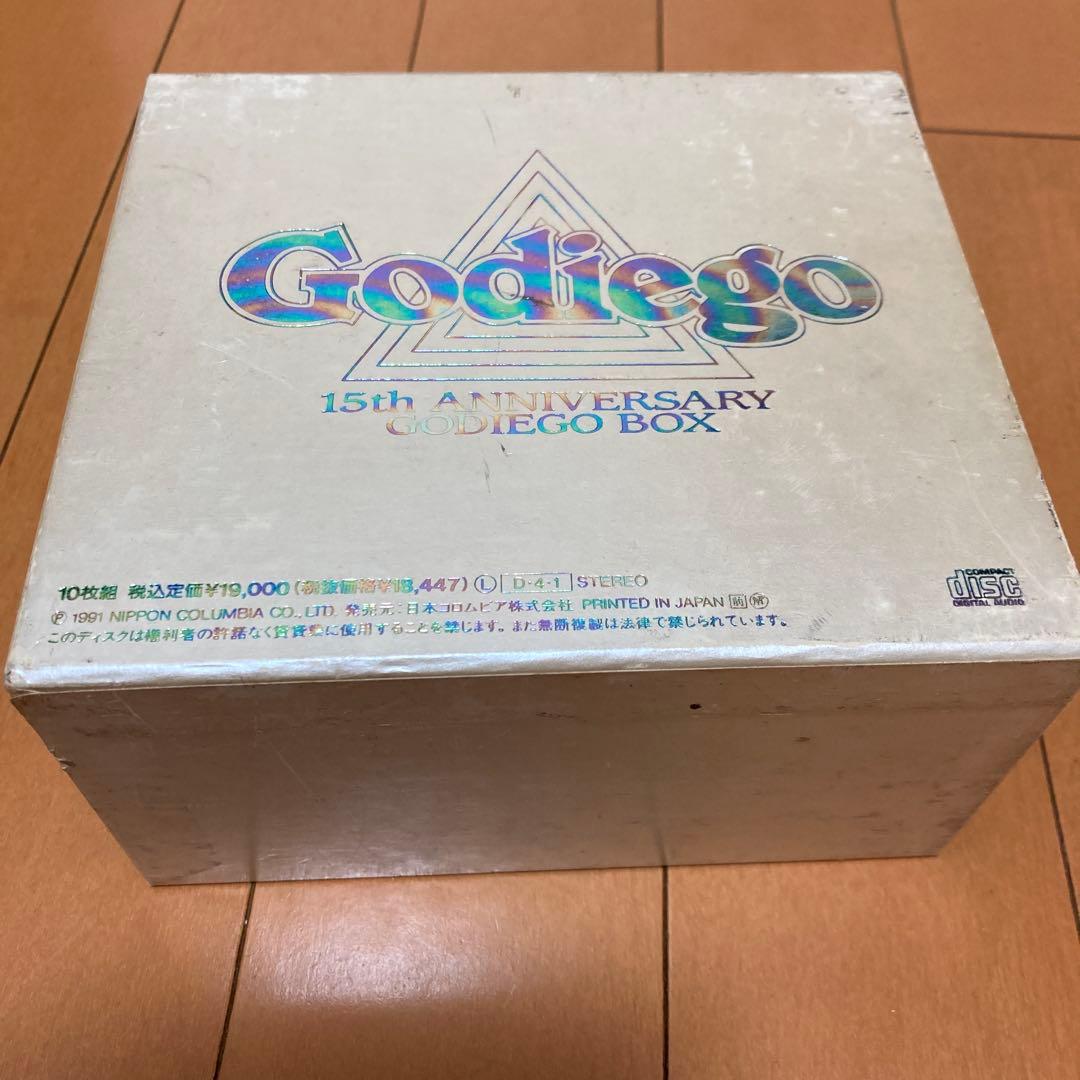 Godiego
15th ANNIVERSARY
GODIEGO BOX
10枚組 税込定価¥19,000(税抜価格¥18,447) Ⓛ D-4-1 STEREO
Ⓟ 1991 NIPPON COLUMBIA CO., LTD. 発売元:日本コロムビア株式会社 PRINTED IN JAPAN
このディスクは権利者の許諾なく賃貸業に使用することを禁じます。また無断複製は法律で禁じられています。
COMPACT
disc
DIGITAL AUDIO